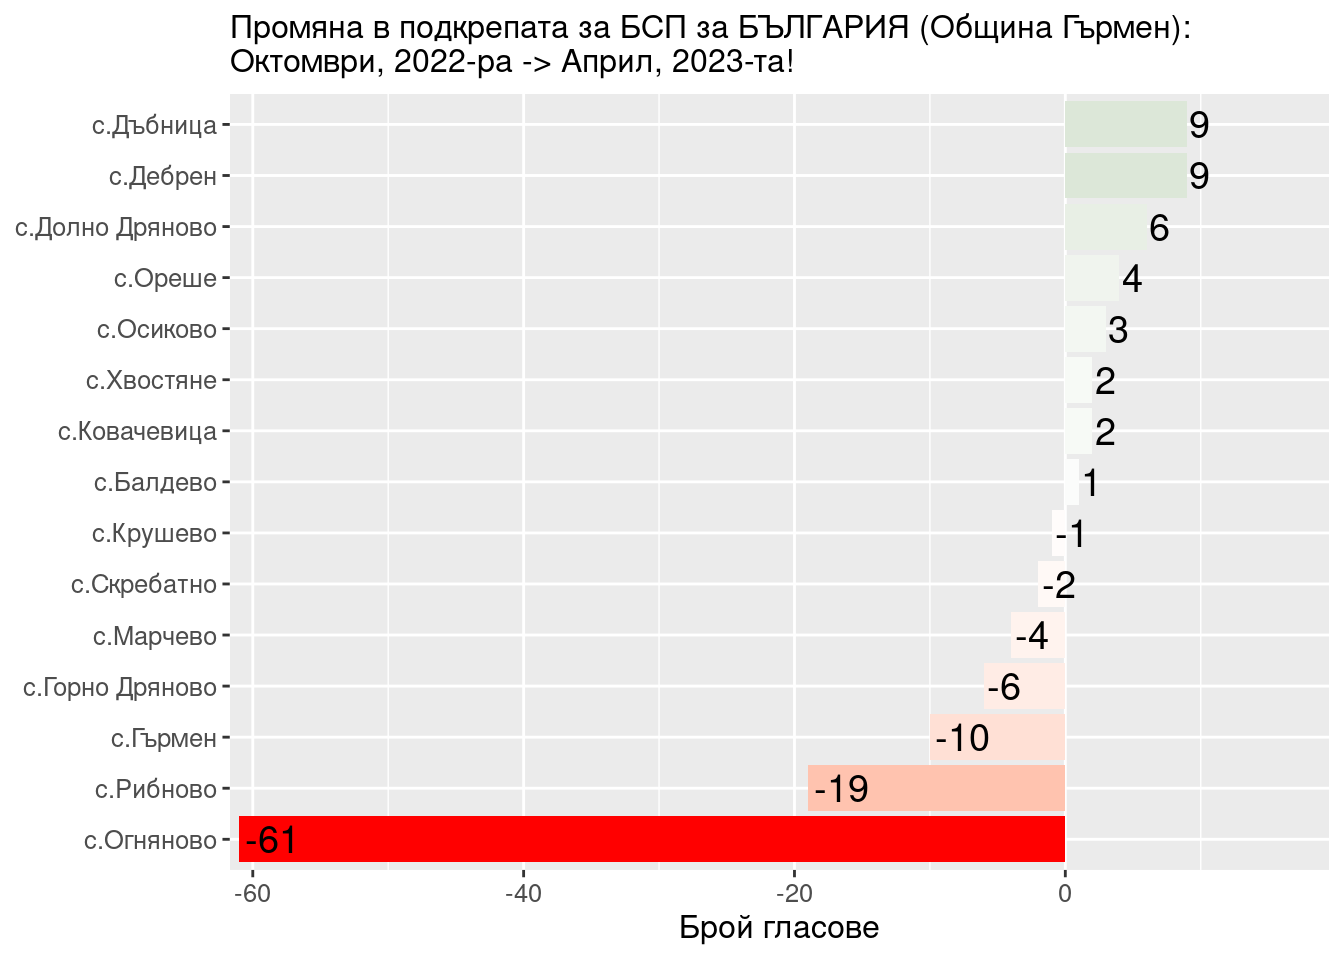 Промяна в подкрепата за БСП за БЪЛГАРИЯ (Община Гърмен):
Октомври, 2022-ра -> Април, 2023-та!
с.Дъбница 9
с.Дебрен 9
с.Долно Дряново 6
с.Ореше 4
с.Осиково 3
с.Хвостяне 2
с.Ковачевица 2
с.Балдево 1
с.Крушево -1
с.Скребатно -2
с.Марчево -4
с.Горно Дряново -6
с.Гърмен -10
с.Рибново -19
с.Огняново -61
-60 -40 -20 0
Брой гласове